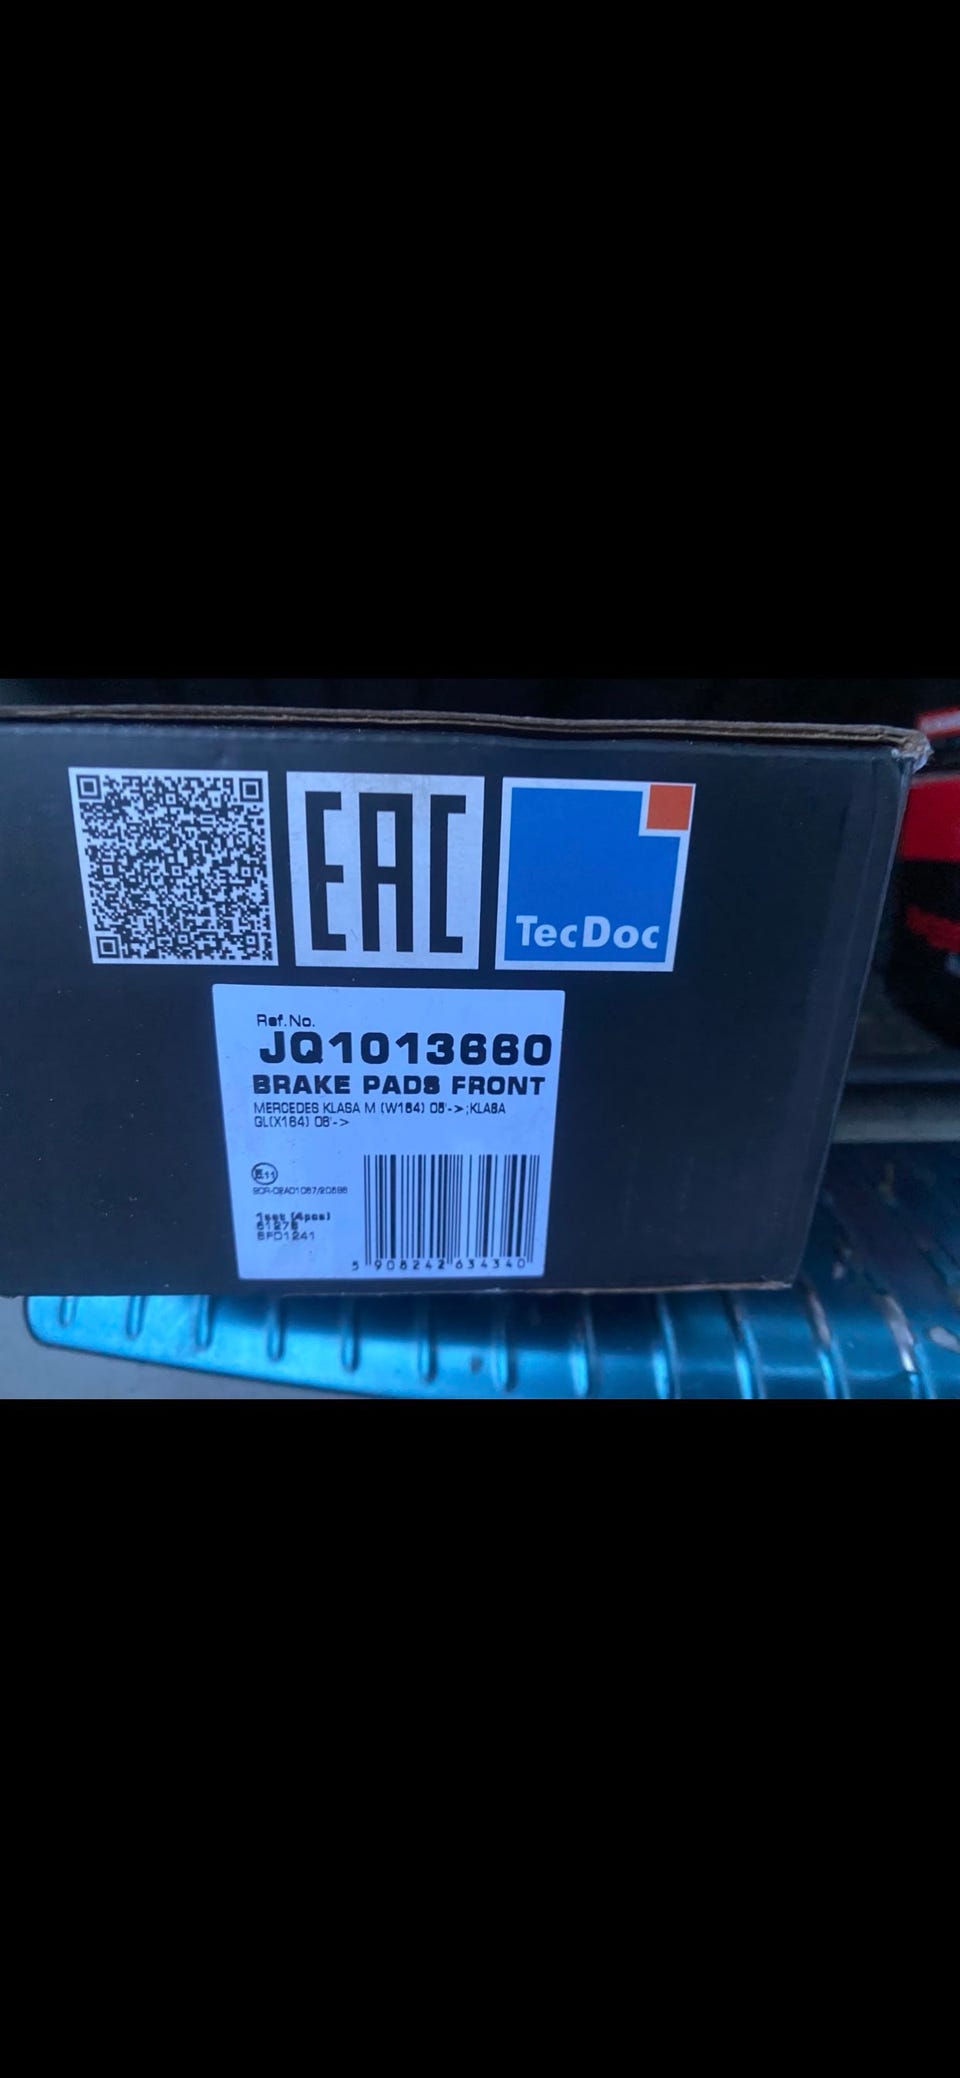 EAC
TecDoc
Ref.No.
JQ1013660
BRAKE PADS FRONT
MERCEDES KLASA M (W164) 05'->;KLASA
GL(X164) 06'->
E11
1set (4pcs)
5 908242 634340